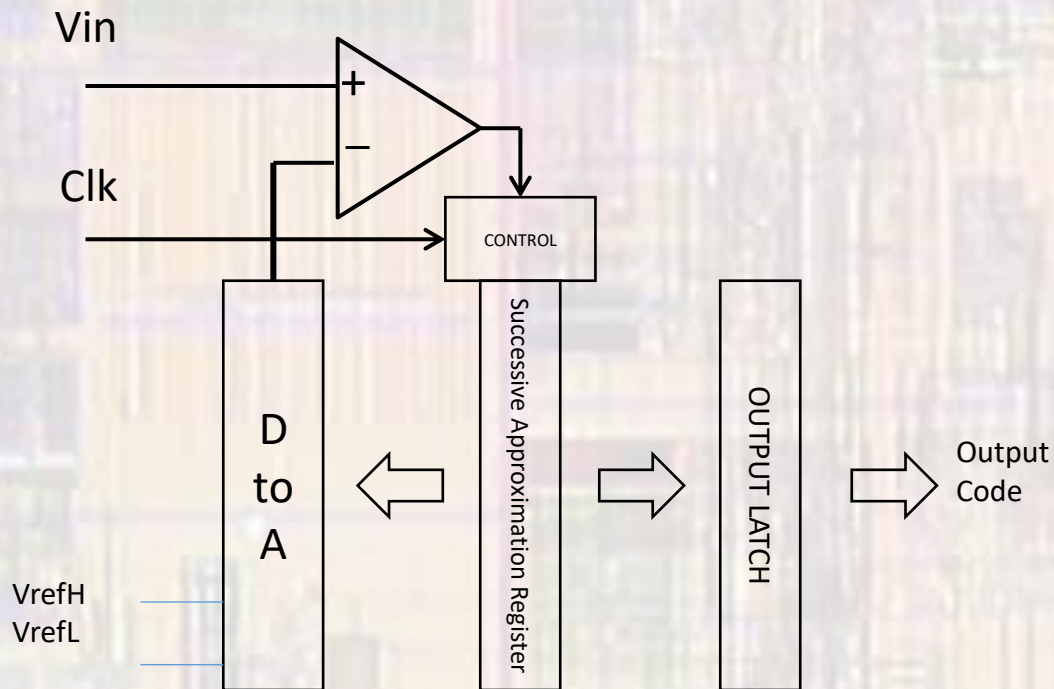 Vin
+
−
Clk
CONTROL
Successive Approximation Register
OUTPUT LATCH
D
to
A
Output
Code
VrefH
VrefL